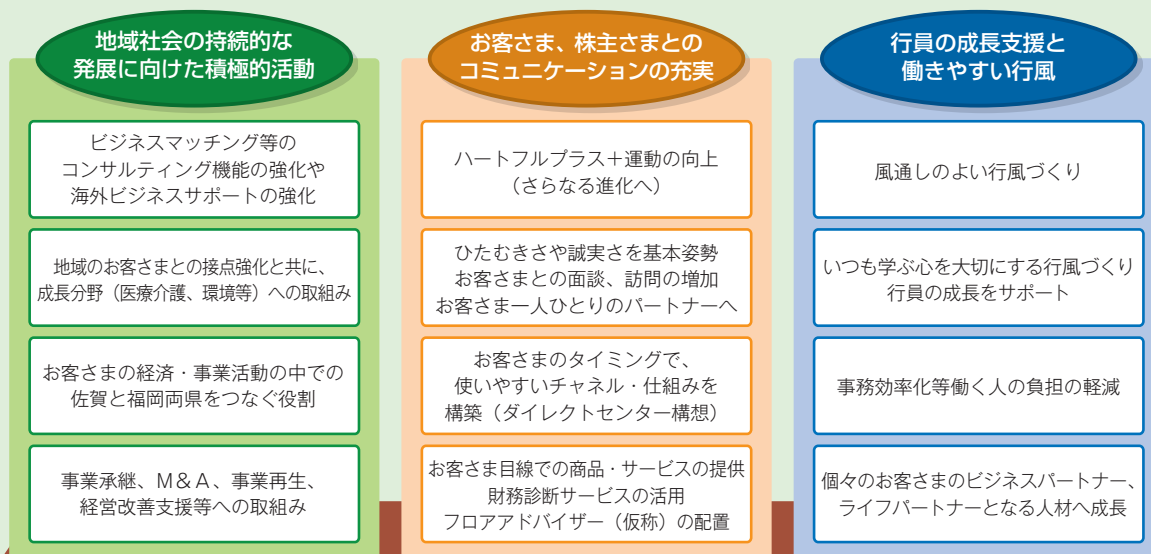 地域社会の持続的な
発展に向けた積極的活動
ビジネスマッチング等の
コンサルティング機能の強化や
海外ビジネスサポートの強化
地域のお客さまとの接点強化と共に、
成長分野（医療介護、環境等）への取組み
お客さまの経済・事業活動の中での
佐賀と福岡両県をつなぐ役割
事業承継、M＆A、事業再生、
経営改善支援等への取組み
お客さま、株主さまとの
コミュニケーションの充実
ハートフルプラス＋運動の向上
（さらなる進化へ）
ひたむきさや誠実さを基本姿勢
お客さまとの面談、訪問の増加
お客さま一人ひとりのパートナーへ
お客さまのタイミングで、
使いやすいチャネル・仕組みを
構築（ダイレクトセンター構想）
お客さま目線での商品・サービスの提供
財務診断サービスの活用
フロアアドバイザー（仮称）の配置
行員の成長支援と
働きやすい行風
風通しのよい行風づくり
いつも学ぶ心を大切にする行風づくり
行員の成長をサポート
事務効率化等働く人の負担の軽減
個々のお客さまのビジネスパートナー、
ライフパートナーとなる人材へ成長